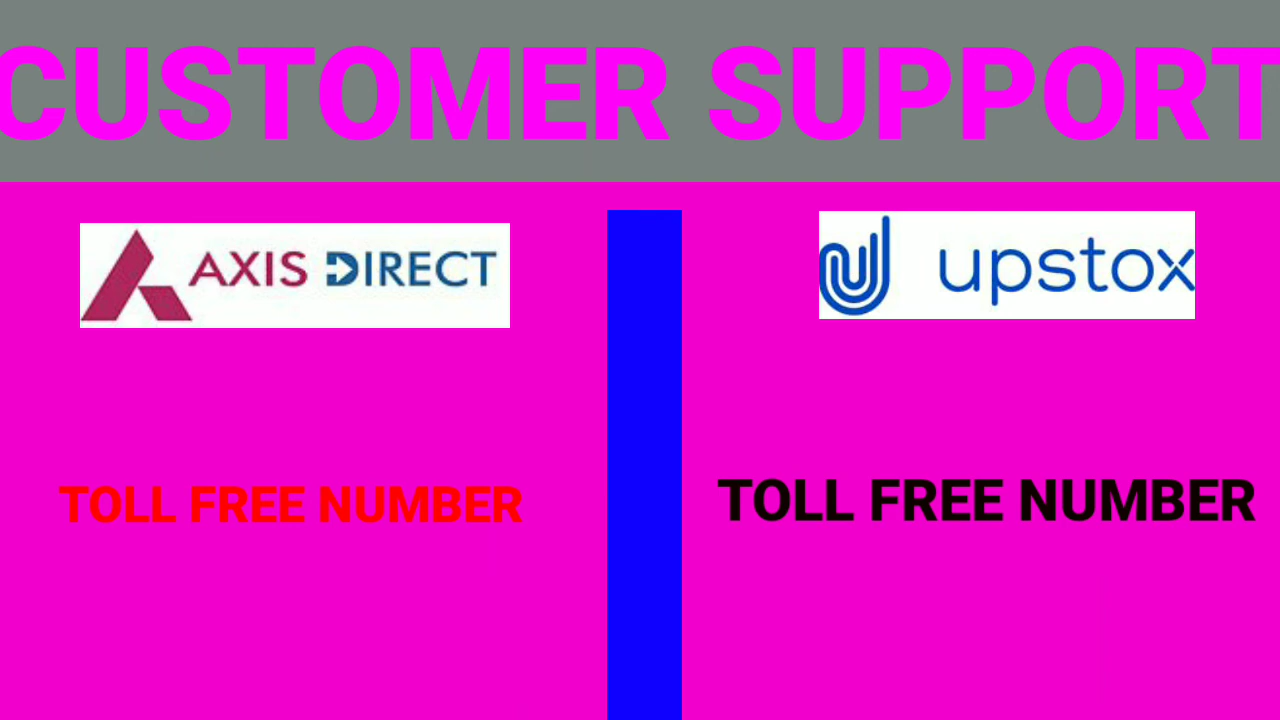 CUSTOMER SUPPORT
AXIS DIRECT
upstox
TOLL FREE NUMBER
TOLL FREE NUMBER